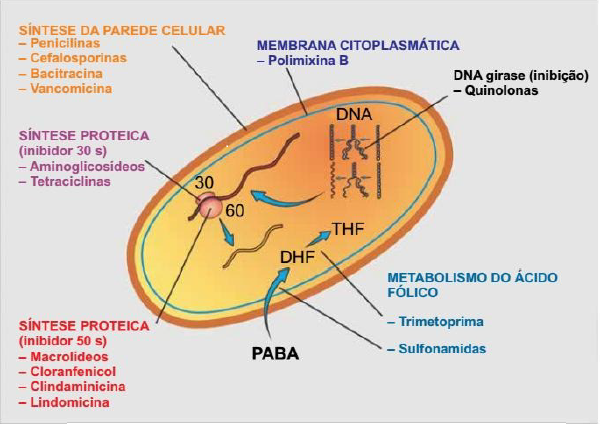 SÍNTESE DA PAREDE CELULAR
– Penicilinas
– Cefalosporinas
– Bacitracina
– Vancomicina
MEMBRANA CITOPLASMÁTICA
– Polimixina B
DNA girase (inibição)
– Quinolonas
DNA
SÍNTESE PROTEICA
(inibidor 30 s)
– Aminoglicosídeos
– Tetraciclinas
30
60
THF
DHF
METABOLISMO DO ÁCIDO
FÓLICO
– Trimetoprima
– Sulfonamidas
PABA
SÍNTESE PROTEICA
(inibidor 50 s)
– Macrolídeos
– Cloranfenicol
– Clindaminicina
– Lindomicina